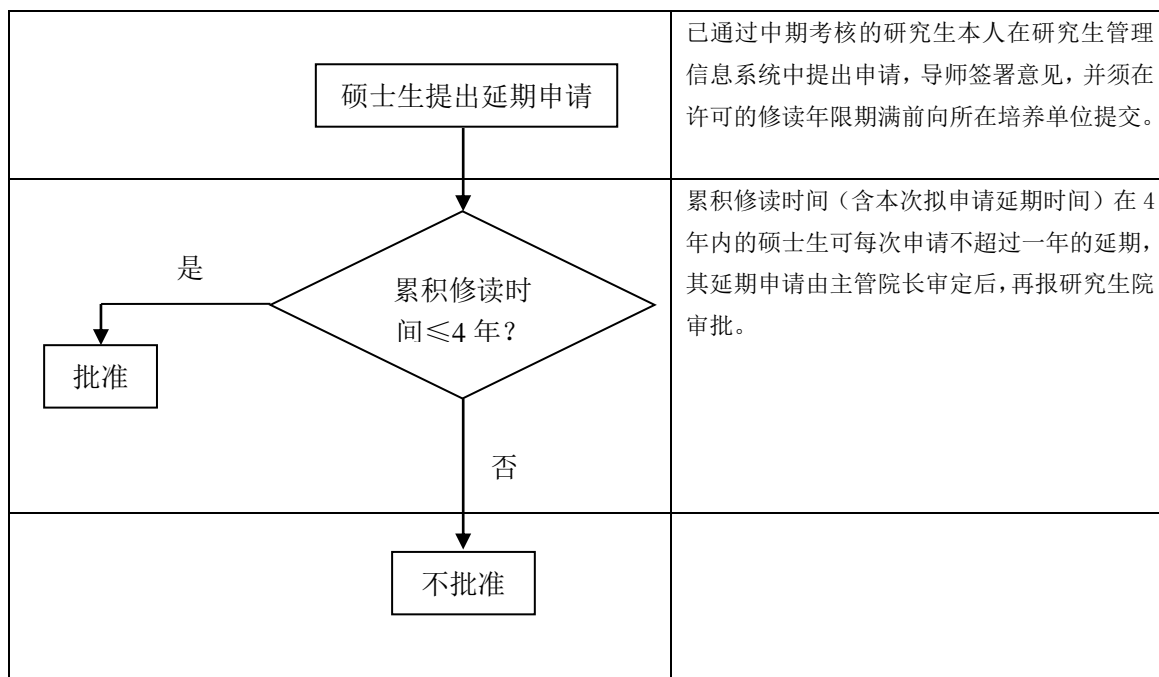 硕士生提出延期申请
已通过中期考核的研究生本人在研究生管理
信息系统中提出申请，导师签署意见，并须在
许可的修读年限期满前向所在培养单位提交。
是
累积修读时
间≤4 年？
批准
否
累积修读时间（含本次拟申请延期时间）在 4
年内的硕士生可每次申请不超过一年的延期，
其延期申请由主管院长审定后，再报研究生院
审批。
不批准